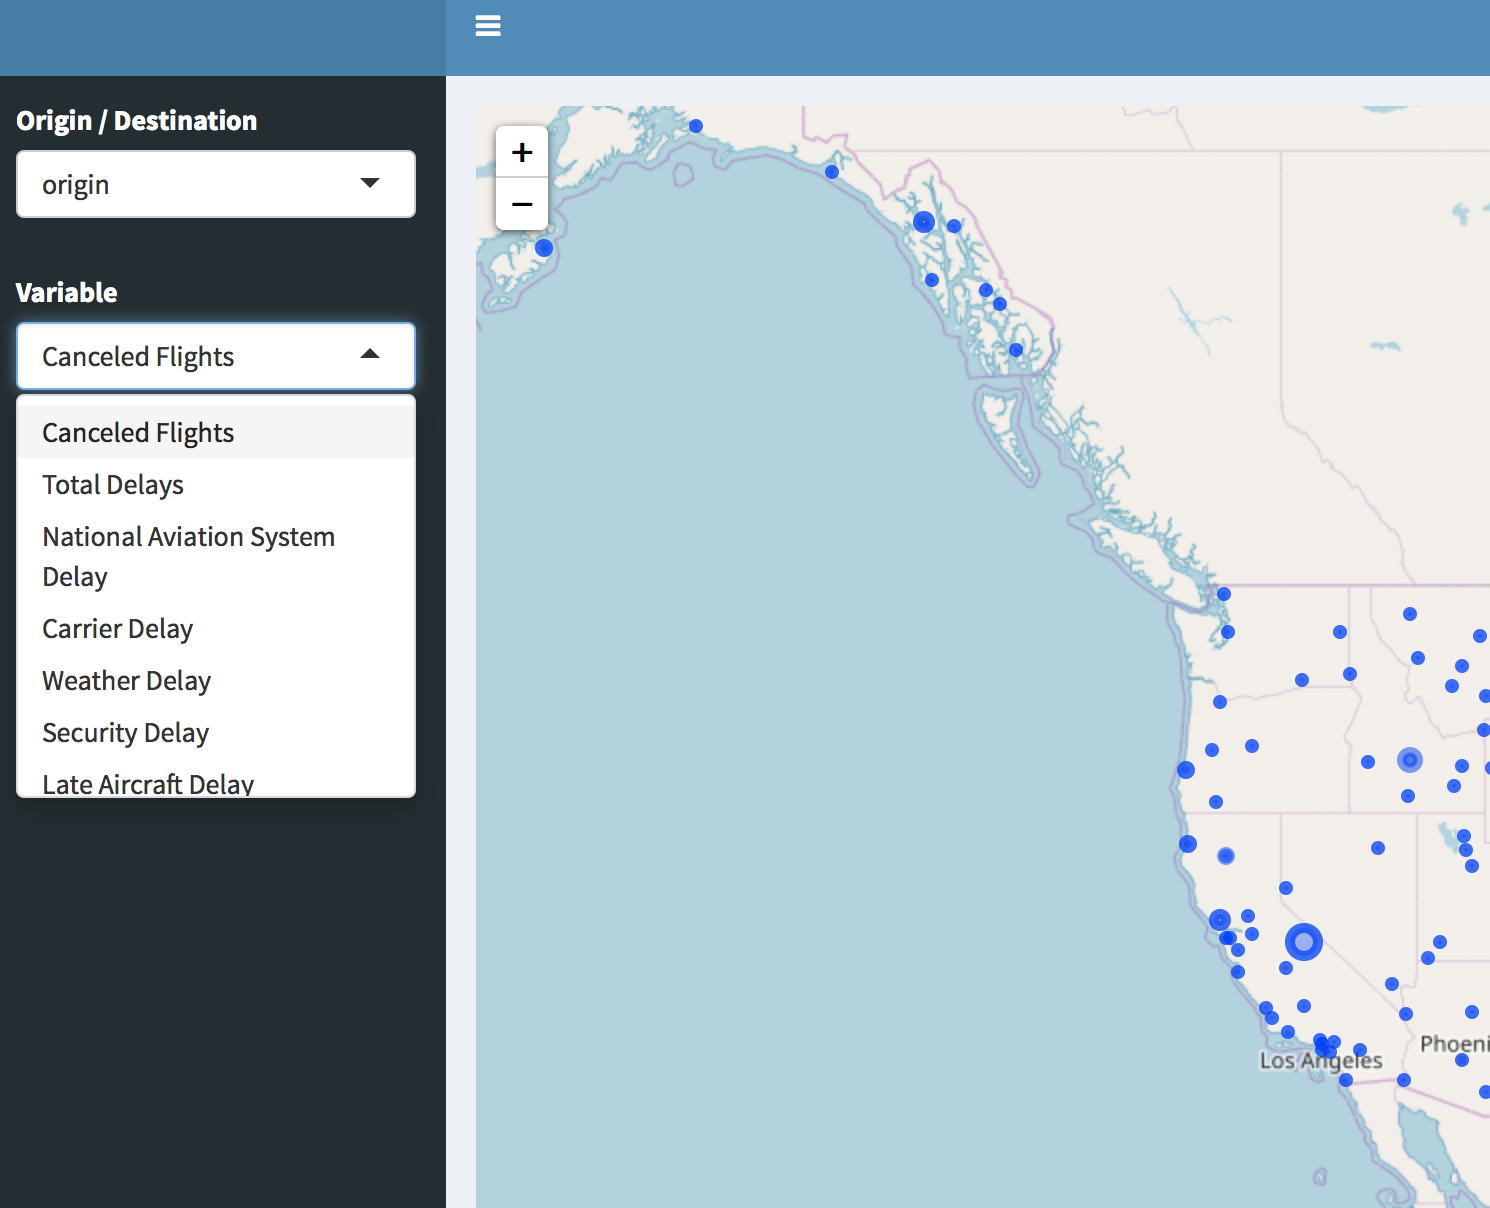 Origin / Destination
origin
Variable
Canceled Flights
Canceled Flights
Total Delays
National Aviation System
Delay
Carrier Delay
Weather Delay
Security Delay
Late Aircraft Delay
+
−
Los Angeles
Phoeni